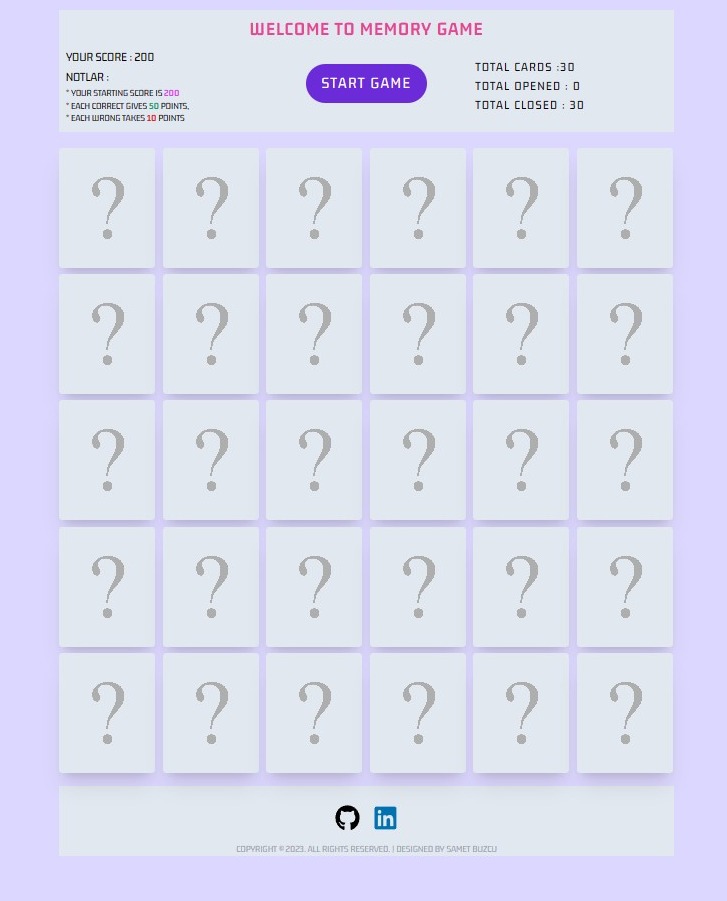 WELCOME TO MEMORY GAME
YOUR SCORE : 200
NOTLAR :
* YOUR STARTING SCORE IS 200
* EACH CORRECT GIVES 50 POINTS,
* EACH WRONG TAKES 10 POINTS
START GAME
TOTAL CARDS :30
TOTAL OPENED : 0
TOTAL CLOSED : 30
? ? ? ? ? ?
? ? ? ? ? ?
? ? ? ? ? ?
? ? ? ? ? ?
? ? ? ? ? ?
in
COPYRIGHT © 2023. ALL RIGHTS RESERVED. | DESIGNED BY SAMET BUZCU